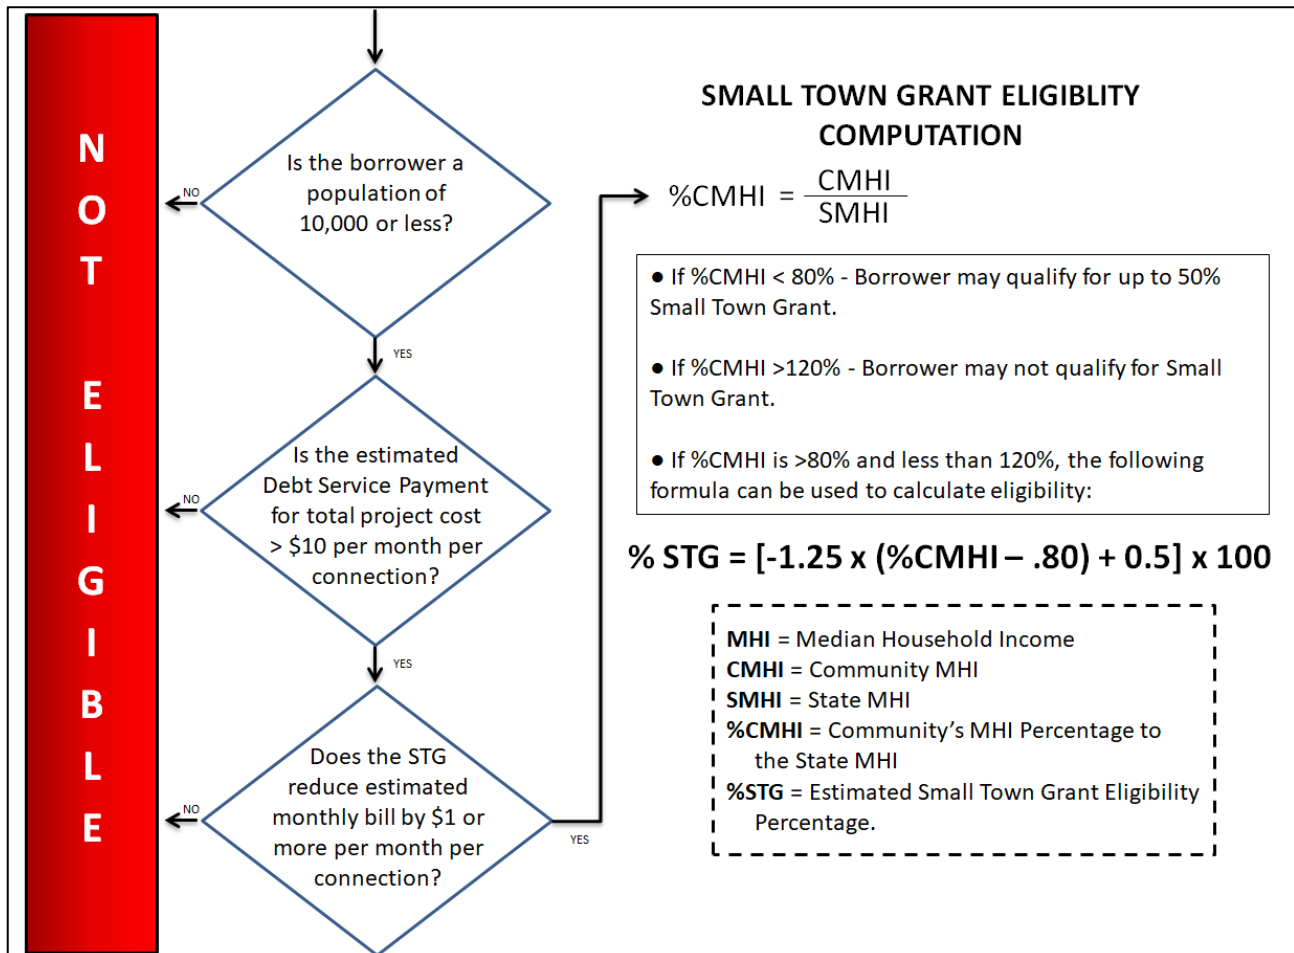 NOT ELIGIBLE
Is the borrower a
population of
10,000 or less?
NO
YES
Is the estimated
Debt Service Payment
for total project cost
> $10 per month per
connection?
NO
YES
Does the STG
reduce estimated
monthly bill by $1 or
more per month per
connection?
NO
YES
SMALL TOWN GRANT ELIGIBLITY
COMPUTATION
%CMHI = CMHI
SMHI
● If %CMHI < 80% - Borrower may qualify for up to 50%
Small Town Grant.
● If %CMHI >120% - Borrower may not qualify for Small
Town Grant.
● If %CMHI is >80% and less than 120%, the following
formula can be used to calculate eligibility:
% STG = [-1.25 x (%CMHI – .80) + 0.5] x 100
MHI = Median Household Income
CMHI = Community MHI
SMHI = State MHI
%CMHI = Community’s MHI Percentage to
the State MHI
%STG = Estimated Small Town Grant Eligibility
Percentage.